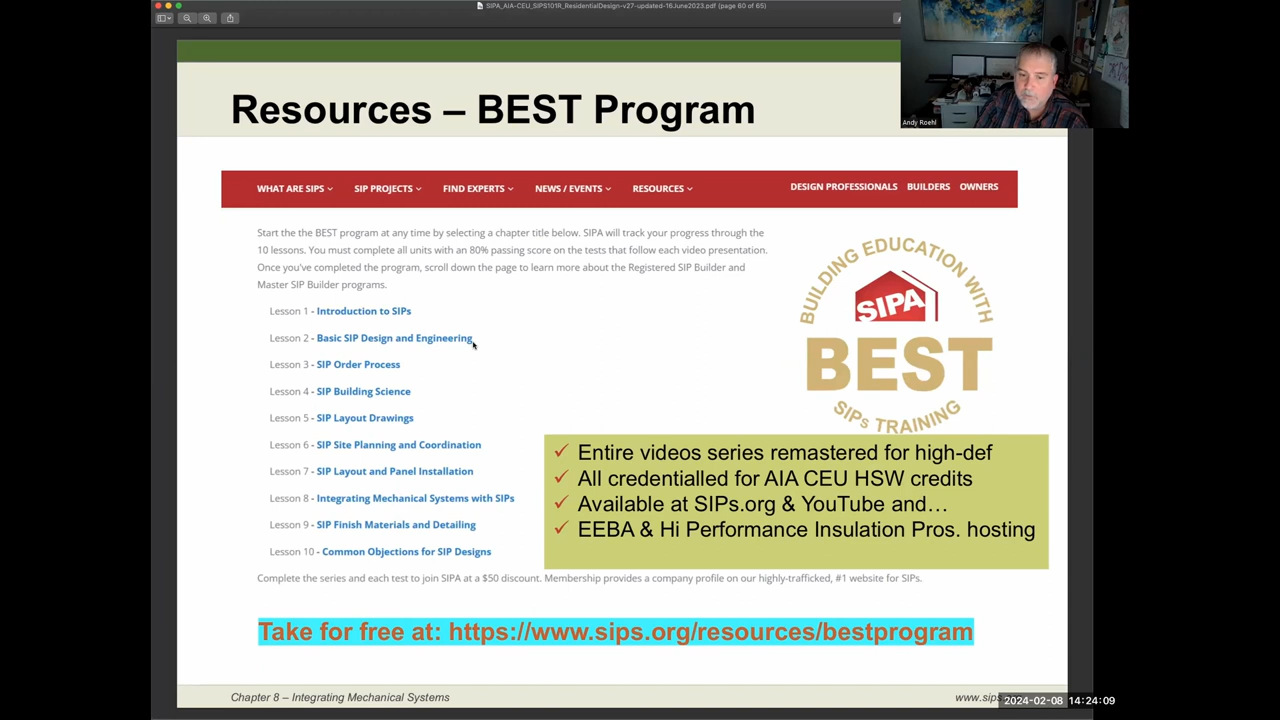 SIPA_AIA-CEU_SIPS101R_ResidentialDesign-v27-updated-16June2023.pdf (page 60 of 65)
Andy Roehl
Resources – BEST Program
WHAT ARE SIPS SIP PROJECTS FIND EXPERTS NEWS / EVENTS RESOURCES DESIGN PROFESSIONALS BUILDERS OWNERS
Start the the BEST program at any time by selecting a chapter title below. SIPA will track your progress through the
10 lessons. You must complete all units with an 80% passing score on the tests that follow each video presentation.
Once you've completed the program, scroll down the page to learn more about the Registered SIP Builder and
Master SIP Builder programs.
Lesson 1 - Introduction to SIPs
Lesson 2 - Basic SIP Design and Engineering
Lesson 3 - SIP Order Process
Lesson 4 - SIP Building Science
Lesson 5 - SIP Layout Drawings
Lesson 6 - SIP Site Planning and Coordination
Lesson 7 - SIP Layout and Panel Installation
Lesson 8 - Integrating Mechanical Systems with SIPs
Lesson 9 - SIP Finish Materials and Detailing
Lesson 10 - Common Objections for SIP Designs
BUILDING EDUCATION WITH
SIPA
BEST
SIPs TRAINING
✓ Entire videos series remastered for high-def
✓ All credentialled for AIA CEU HSW credits
✓ Available at SIPs.org & YouTube and…
✓ EEBA & Hi Performance Insulation Pros. hosting
Complete the series and each test to join SIPA at a $50 discount. Membership provides a company profile on our highly-trafficked, #1 website for SIPs.
Take for free at: https://www.sips.org/resources/bestprogram
Chapter 8 – Integrating Mechanical Systems
www.sips
2024-02-08 14:24:09